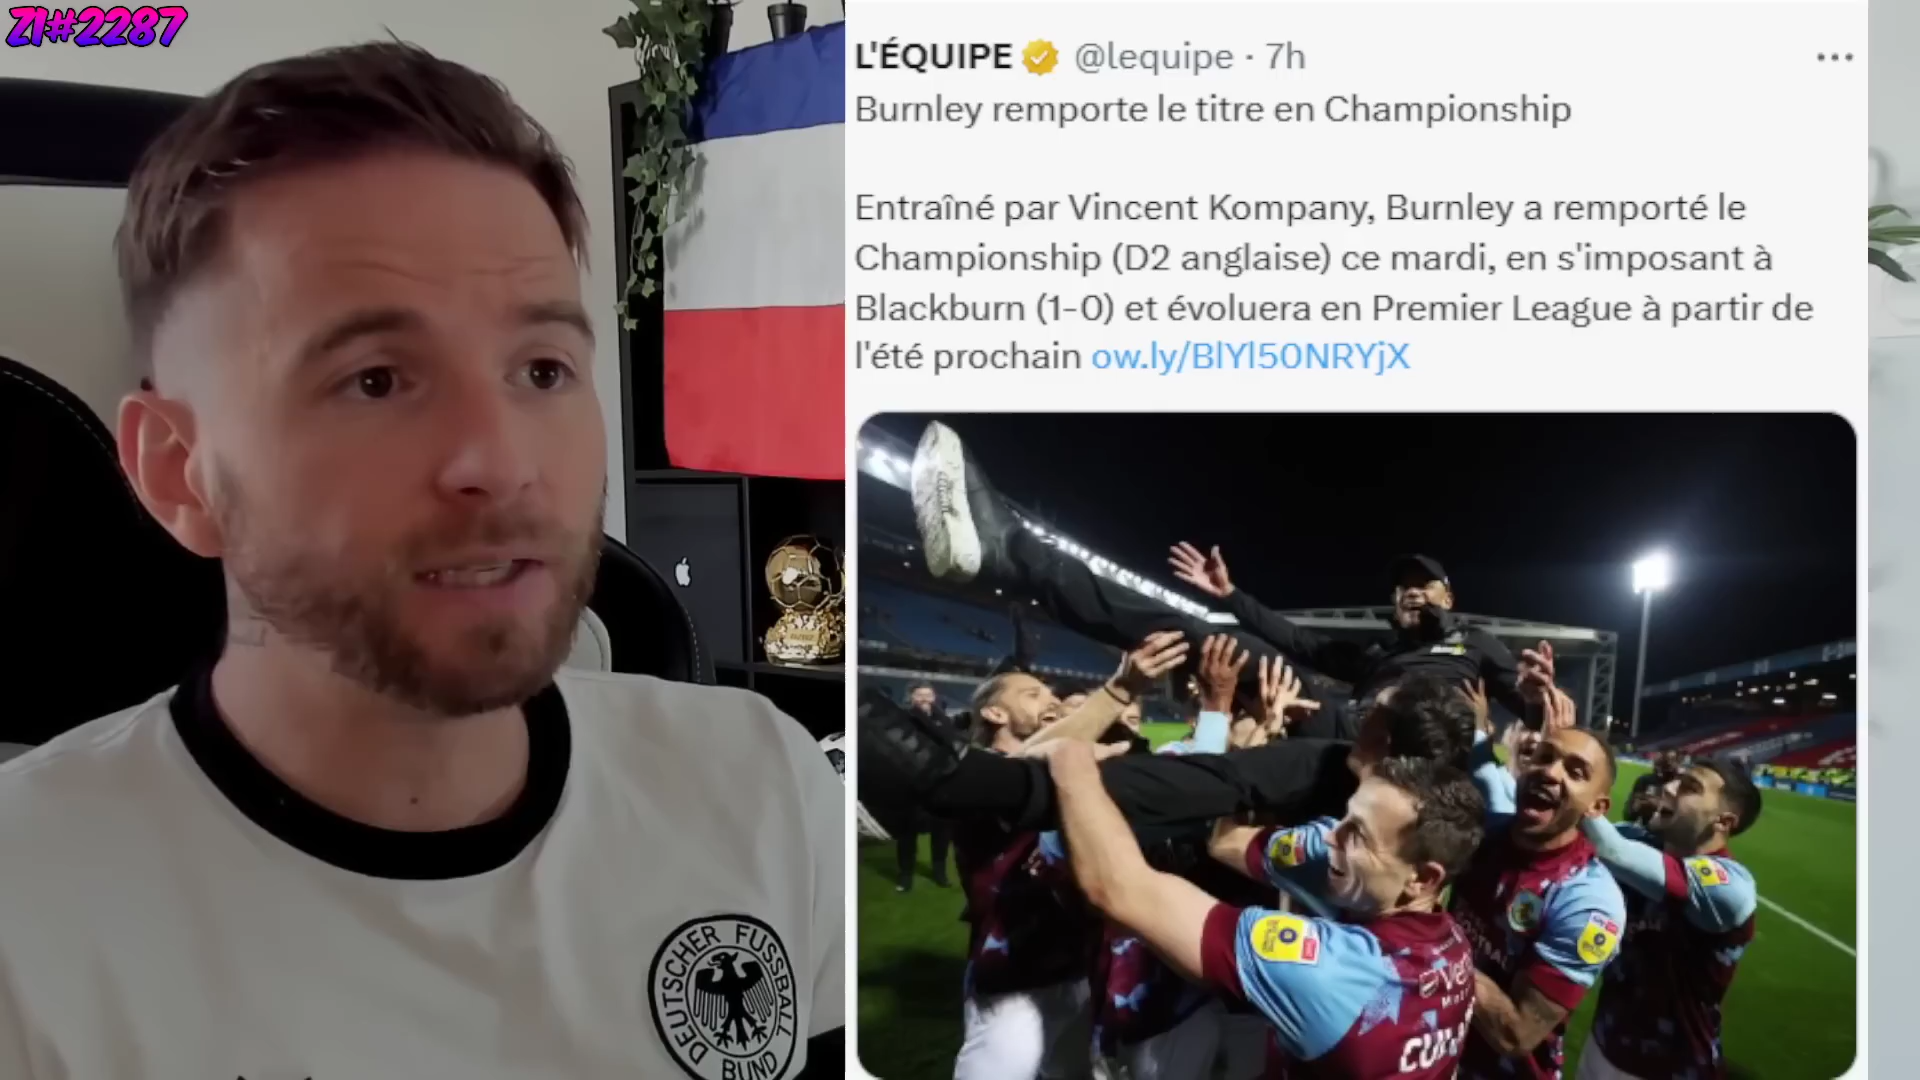 ZI#2287
L'ÉQUIPE @lequipe · 7h
Burnley remporte le titre en Championship
Entraîné par Vincent Kompany, Burnley a remporté le
Championship (D2 anglaise) ce mardi, en s'imposant à
Blackburn (1-0) et évoluera en Premier League à partir de
l'été prochain ow.ly/BlYl50NRYjX
DEUTSCHER FUSSBALL
BUND